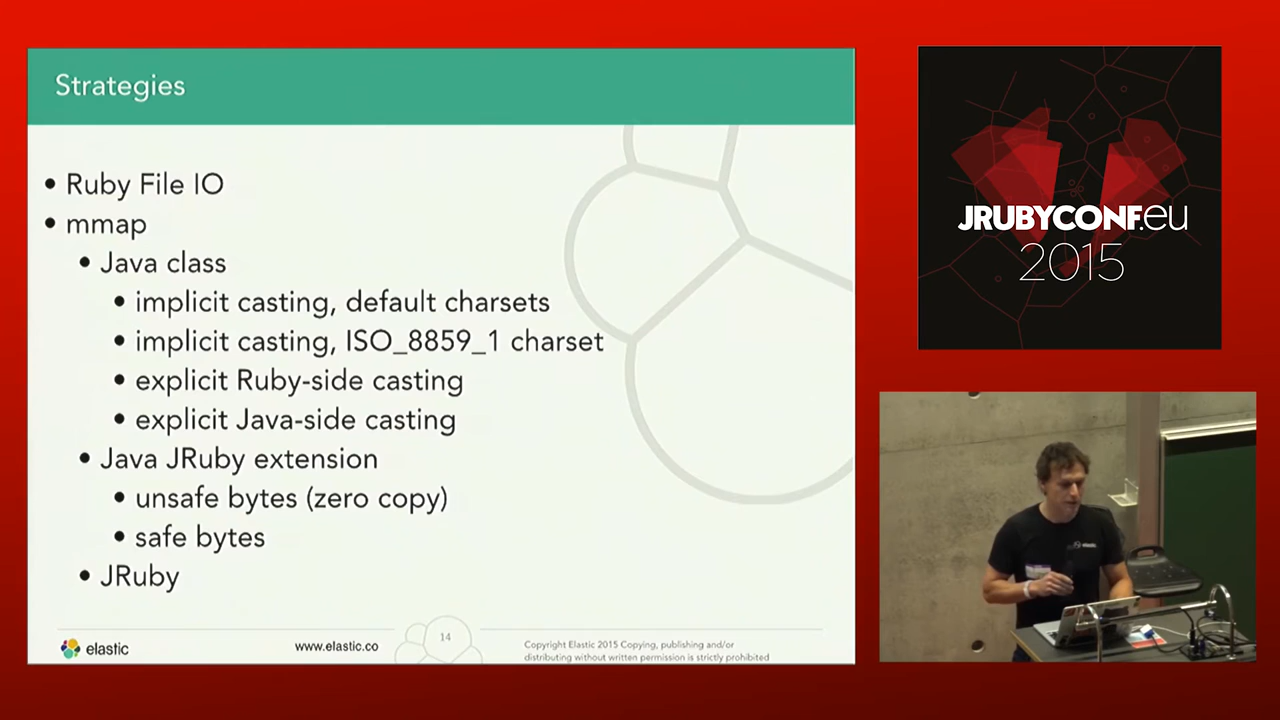 Strategies
• Ruby File IO
• mmap
• Java class
• implicit casting, default charsets
• implicit casting, ISO_8859_1 charset
• explicit Ruby-side casting
• explicit Java-side casting
• Java JRuby extension
• unsafe bytes (zero copy)
• safe bytes
• JRuby
elastic
www.elastic.co
14
Copyright Elastic 2015 Copying, publishing and/or
distributing without written permission is strictly prohibited
JRUBYCONF.eu
2015
elastic